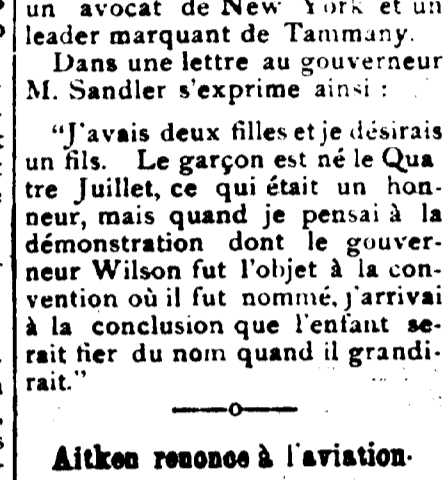 un avocat de New York et un
leader marquant de Tammany.
Dans une lettre au gouverneur
M. Sandler s'exprime ainsi :
"J'avais deux filles et je désirais
un fils. Le garçon est né le Qua
tre Juillet, ce qui était un hon-
neur, mais quand je pensai à la
démonstration dont le gouver-
neur Wilson fut l'objet à la con-
vention où il fut nommé, j'arrivai
à la conclusion que l'enfant se-
rait fier du nom quand il grandi-
rait."
Aitken renonce à l'aviation.